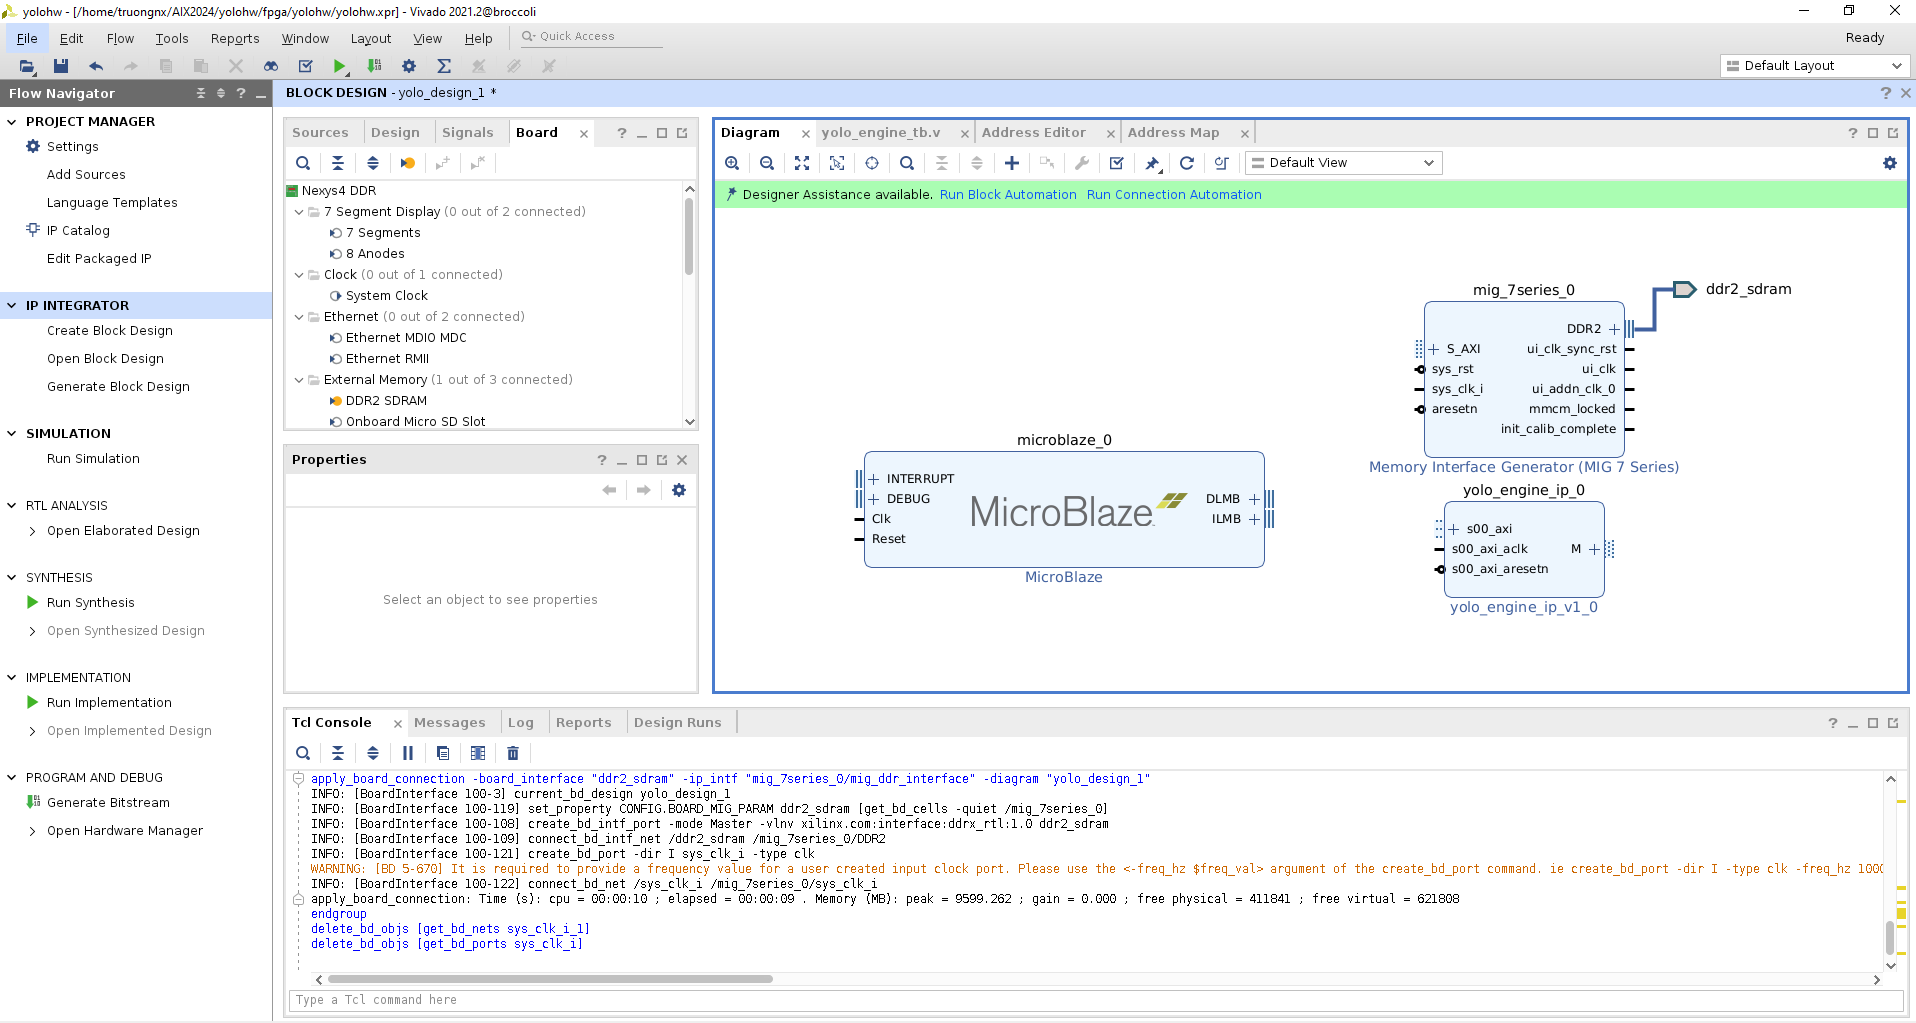 yolohw - [/home/truongnx/AIX2024/yolohw/fpga/yolohw/yolohw.xpr] - Vivado 2021.2@broccoli
File Edit Flow Tools Reports Window Layout View Help Quick Access
Ready
Default Layout
Flow Navigator
PROJECT MANAGER
Settings
Add Sources
Language Templates
IP Catalog
Edit Packaged IP
IP INTEGRATOR
Create Block Design
Open Block Design
Generate Block Design
SIMULATION
Run Simulation
RTL ANALYSIS
Open Elaborated Design
SYNTHESIS
Run Synthesis
Open Synthesized Design
IMPLEMENTATION
Run Implementation
Open Implemented Design
PROGRAM AND DEBUG
Generate Bitstream
Open Hardware Manager
BLOCK DESIGN - yolo_design_1 *
Sources Design Signals Board
Nexys4 DDR
7 Segment Display (0 out of 2 connected)
7 Segments
8 Anodes
Clock (0 out of 1 connected)
System Clock
Ethernet (0 out of 2 connected)
Ethernet MDIO MDC
Ethernet RMII
External Memory (1 out of 3 connected)
DDR2 SDRAM
Onboard Micro SD Slot
Properties
Select an object to see properties
Diagram yolo_engine_tb.v Address Editor Address Map
Default View
Designer Assistance available. Run Block Automation Run Connection Automation
mig_7series_0
ddr2_sdram
DDR2
S_AXI ui_clk_sync_rst
sys_rst ui_clk
sys_clk_i ui_addn_clk_0
aresetn mmcm_locked
init_calib_complete
Memory Interface Generator (MIG 7 Series)
microblaze_0
INTERRUPT
DEBUG
Clk
Reset
MicroBlaze
DLMB
ILMB
MicroBlaze
yolo_engine_ip_0
s00_axi
s00_axi_aclk M
s00_axi_aresetn
yolo_engine_ip_v1_0
Tcl Console Messages Log Reports Design Runs
apply_board_connection -board_interface "ddr2_sdram" -ip_intf "mig_7series_0/mig_ddr_interface" -diagram "yolo_design_1"
INFO: [BoardInterface 100-3] current_bd_design yolo_design_1
INFO: [BoardInterface 100-119] set_property CONFIG.BOARD_MIG_PARAM ddr2_sdram [get_bd_cells -quiet /mig_7series_0]
INFO: [BoardInterface 100-108] create_bd_intf_port -mode Master -vlnv xilinx.com:interface:ddrx_rtl:1.0 ddr2_sdram
INFO: [BoardInterface 100-109] connect_bd_intf_net /ddr2_sdram /mig_7series_0/DDR2
INFO: [BoardInterface 100-121] create_bd_port -dir I sys_clk_i -type clk
WARNING: [BD 5-670] It is required to provide a frequency value for a user created input clock port. Please use the <-freq_hz $freq_val> argument of the create_bd_port command. ie create_bd_port -dir I -type clk -freq_hz 1000
INFO: [BoardInterface 100-122] connect_bd_net /sys_clk_i /mig_7series_0/sys_clk_i
apply_board_connection: Time (s): cpu = 00:00:10 ; elapsed = 00:00:09 . Memory (MB): peak = 9599.262 ; gain = 0.000 ; free physical = 411841 ; free virtual = 621808
endgroup
delete_bd_objs [get_bd_nets sys_clk_i_1]
delete_bd_objs [get_bd_ports sys_clk_i]
Type a Tcl command here